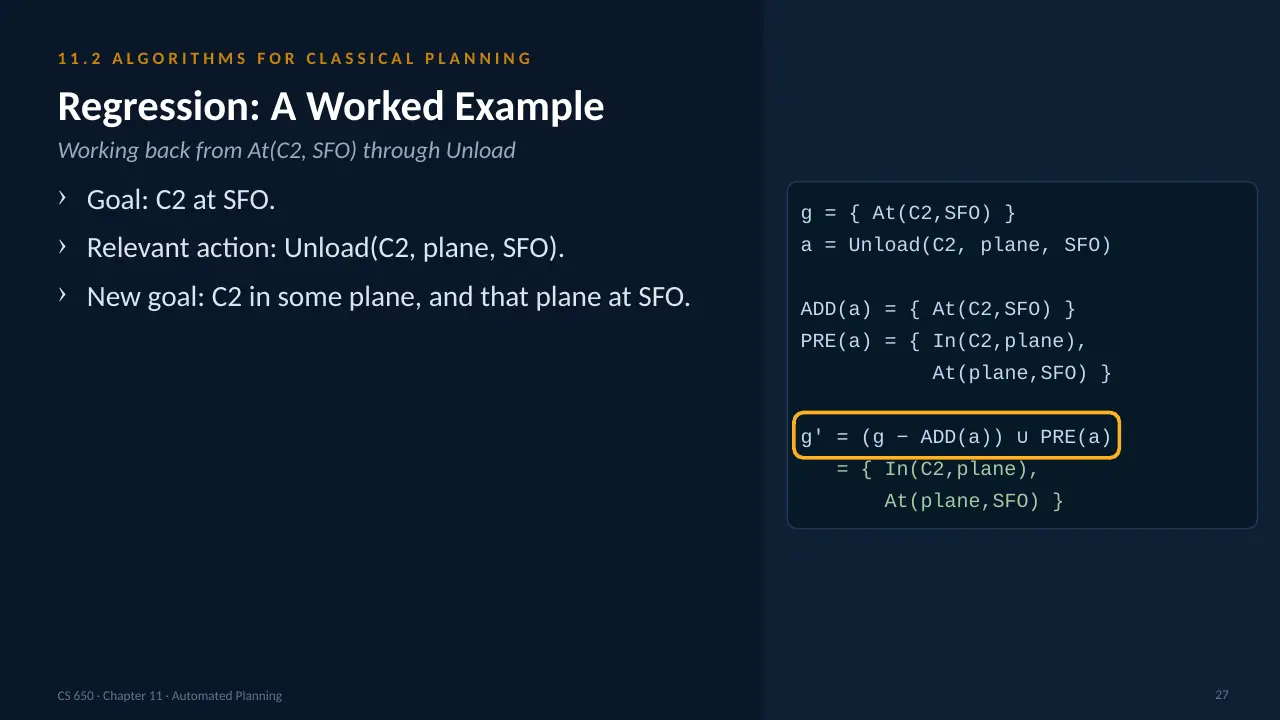 11.2 ALGORITHMS FOR CLASSICAL PLANNING
Regression: A Worked Example
Working back from At(C2, SFO) through Unload
› Goal: C2 at SFO.
› Relevant action: Unload(C2, plane, SFO).
› New goal: C2 in some plane, and that plane at SFO.
g = { At(C2,SFO) }
a = Unload(C2, plane, SFO)
ADD(a) = { At(C2,SFO) }
PRE(a) = { In(C2,plane),
At(plane,SFO) }
g' = (g − ADD(a)) ∪ PRE(a)
= { In(C2,plane),
At(plane,SFO) }
CS 650 · Chapter 11 · Automated Planning
27